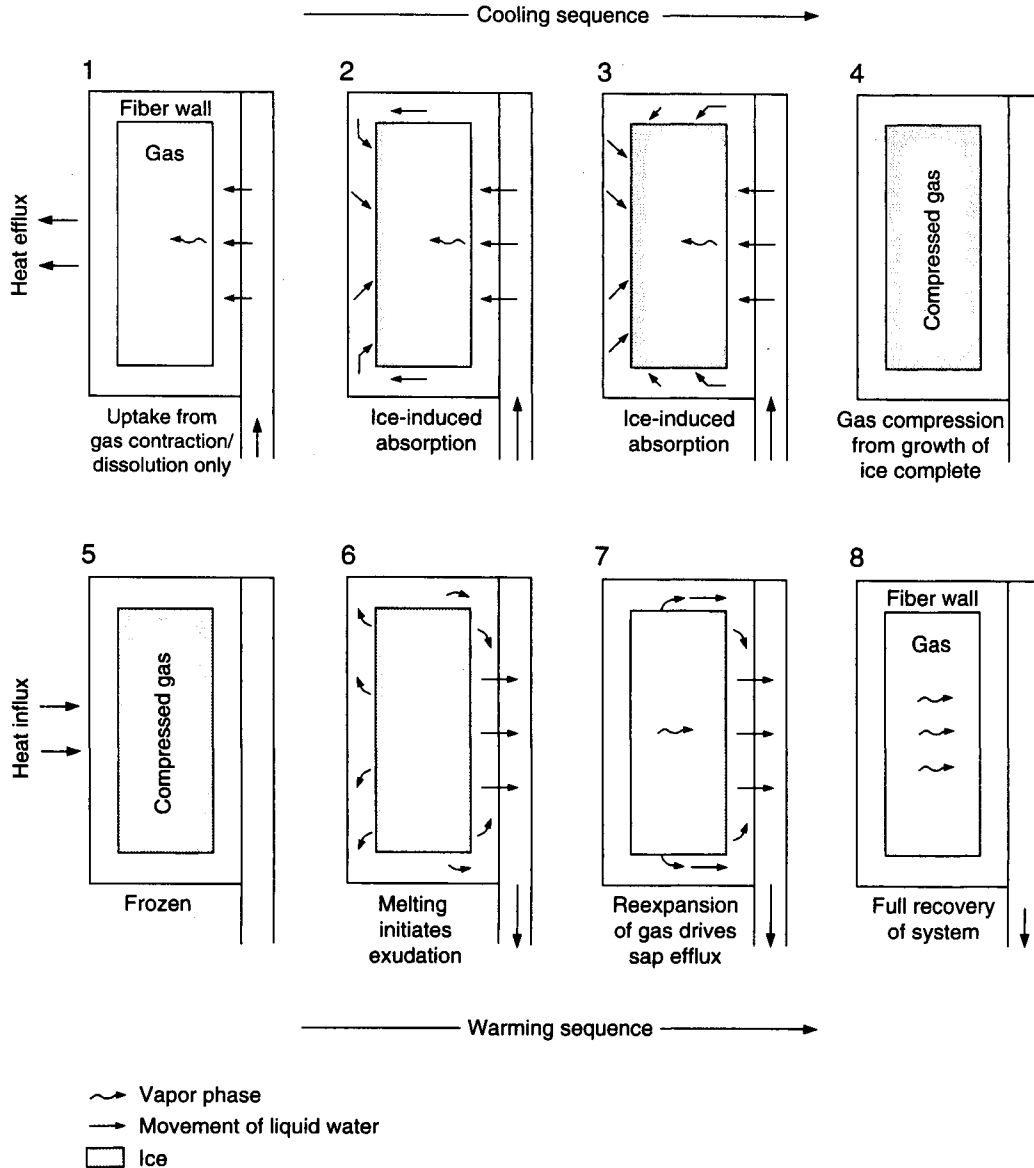 Cooling sequence
1
2
3
4
Fiber wall
Gas
Heat efflux
Compressed gas
Uptake from
gas contraction/
dissolution only
Ice-induced
absorption
Ice-induced
absorption
Gas compression
from growth of
ice complete
5
6
7
8
Fiber wall
Gas
Heat influx
Compressed gas
Frozen
Melting
initiates
exudation
Reexpansion
of gas drives
sap efflux
Full recovery
of system
Warming sequence
Vapor phase
Movement of liquid water
Ice